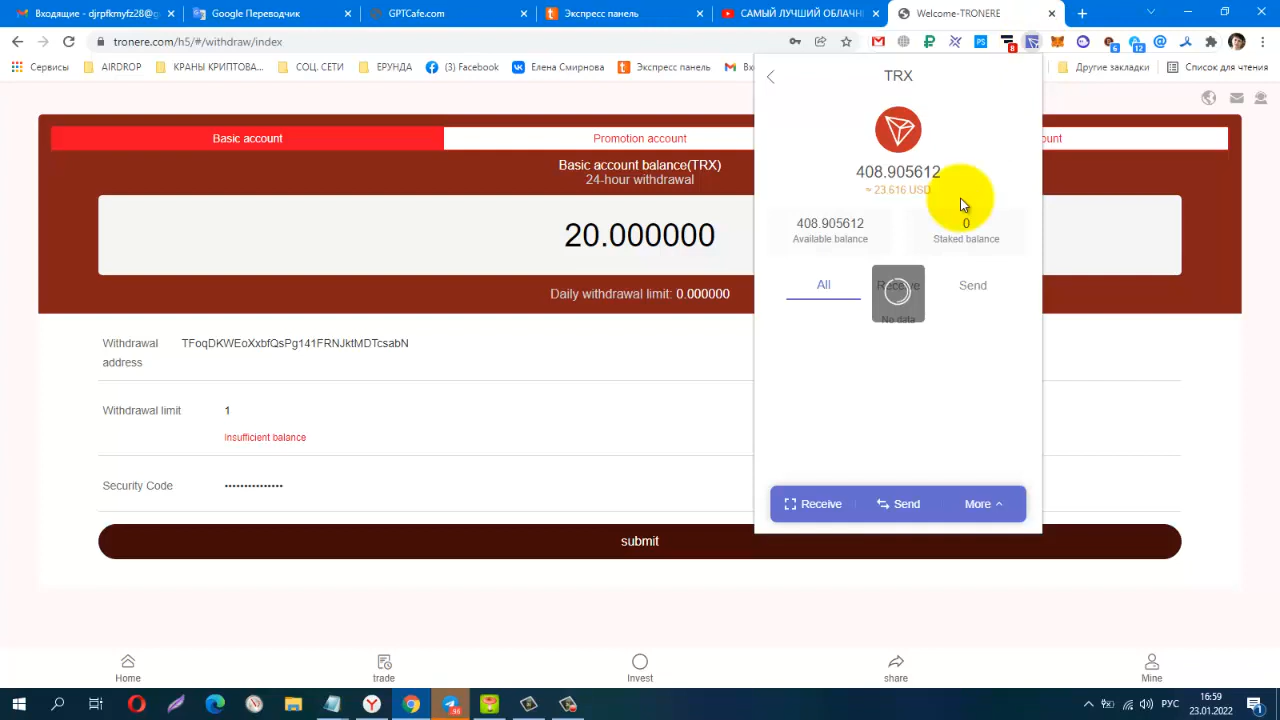 Входящие - djrpfkmyfz28@g
Google Переводчик
GPTCafe.com
Экспресс панель
САМЫЙ ЛУЧШИЙ ОБЛАЧН
Welcome-TRONERE
tronere.com/h5/#/withdraw/index
Сервисы
AIRDROP
КРАНЫ КРИПТОВА...
СОЦ. СЕТИ
ЕРУНДА
(3) Facebook
Елена Смирнова
Экспресс панель
Другие закладки
Список для чтения
TRX
Basic account
Promotion account
ount
Basic account balance(TRX)
24-hour withdrawal
20.000000
Daily withdrawal limit: 0.000000
408.905612
≈ 23.616 USD
408.905612
Available balance
0
Staked balance
All
Receive
Send
No data
Withdrawal address
TFoqDKWEoXxbfQsPg141FRNJktMDTcsabN
Withdrawal limit
1
Insufficient balance
Security Code
•••••••••••••••
Receive
Send
More
submit
Home
trade
Invest
share
Mine
РУС
16:59
23.01.2022